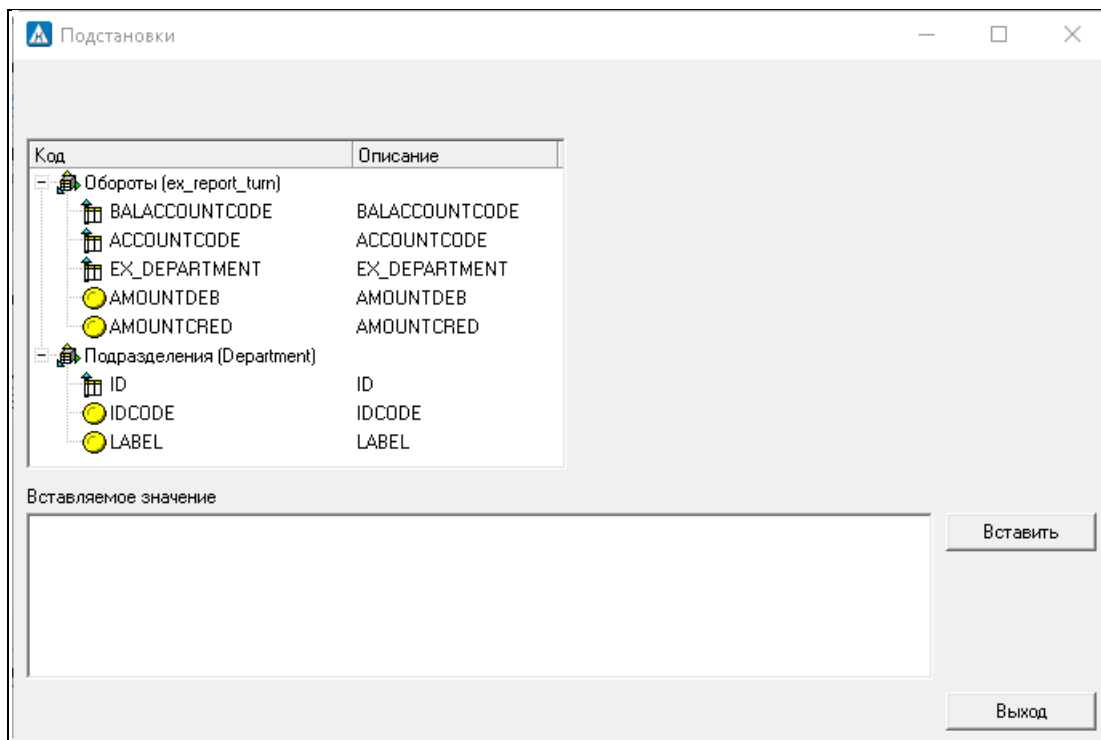 Подстановки
Код Описание
Обороты (ex_report_turn)
BALACCOUNTCODE BALACCOUNTCODE
ACCOUNTCODE ACCOUNTCODE
EX_DEPARTMENT EX_DEPARTMENT
AMOUNTDEB AMOUNTDEB
AMOUNTCRED AMOUNTCRED
Подразделения (Department)
ID ID
IDCODE IDCODE
LABEL LABEL
Вставляемое значение
Вставить
Выход